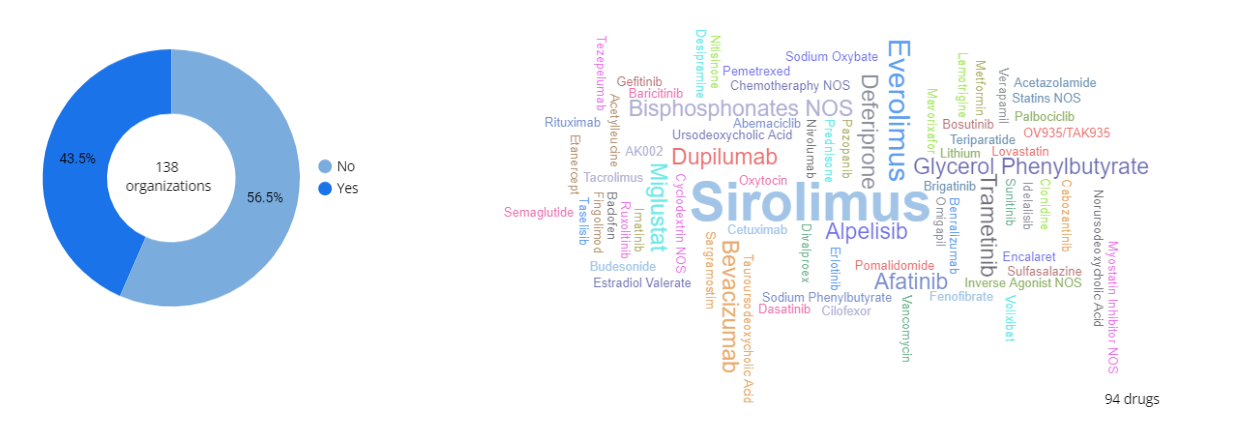 43.5%
138
organizations
56.5%
No
Yes
Tezepelumab
Desipramine
Nitisinone
Sodium Oxybate
Everolimus
Pemetrexed
Gefitinib
Chemotheraphy NOS
Baricitinib
Deferiprone
Lamotrigine
Metformin
Verapamil
Acetazolamide
Statins NOS
Mavorixafor
Acetylleucine
Bisphosphonates NOS
Palbociclib
Rituximab
Abemaciclib
Nivolumab
Prednisone
Pazopanib
Bosutinib
OV935/TAK935
Ursodeoxycholic Acid
Teriparatide
Etanercept
AK002
Dupilumab
Lithium
Lovastatin
Glycerol Phenylbutyrate
Miglustat
Tacrolimus
Cyclodextrin NOS
Oxytocin
Sirolimus
Brigatinib
Trametinib
Sunitinib
Idelalisib
Clonidine
Cabozantinib
Norursodeoxycholic Acid
Semaglutide
Taselisib
Fingolimod
Badofen
Ruxolitinib
Imatinib
Omigapil
Benralizumab
Cetuximab
Alpelisib
Divalproex
Sargramostim
Bevacizumab
Tauroursodeoxycholic Acid
Erlotinib
Myostatin Inhibitor NOS
Budesonide
Pomalidomide
Encalaret
Sulfasalazine
Estradiol Valerate
Afatinib
Inverse Agonist NOS
Sodium Phenylbutyrate
Vancomycin
Fenofibrate
Volixibat
Dasatinib
Cilofexor
94 drugs